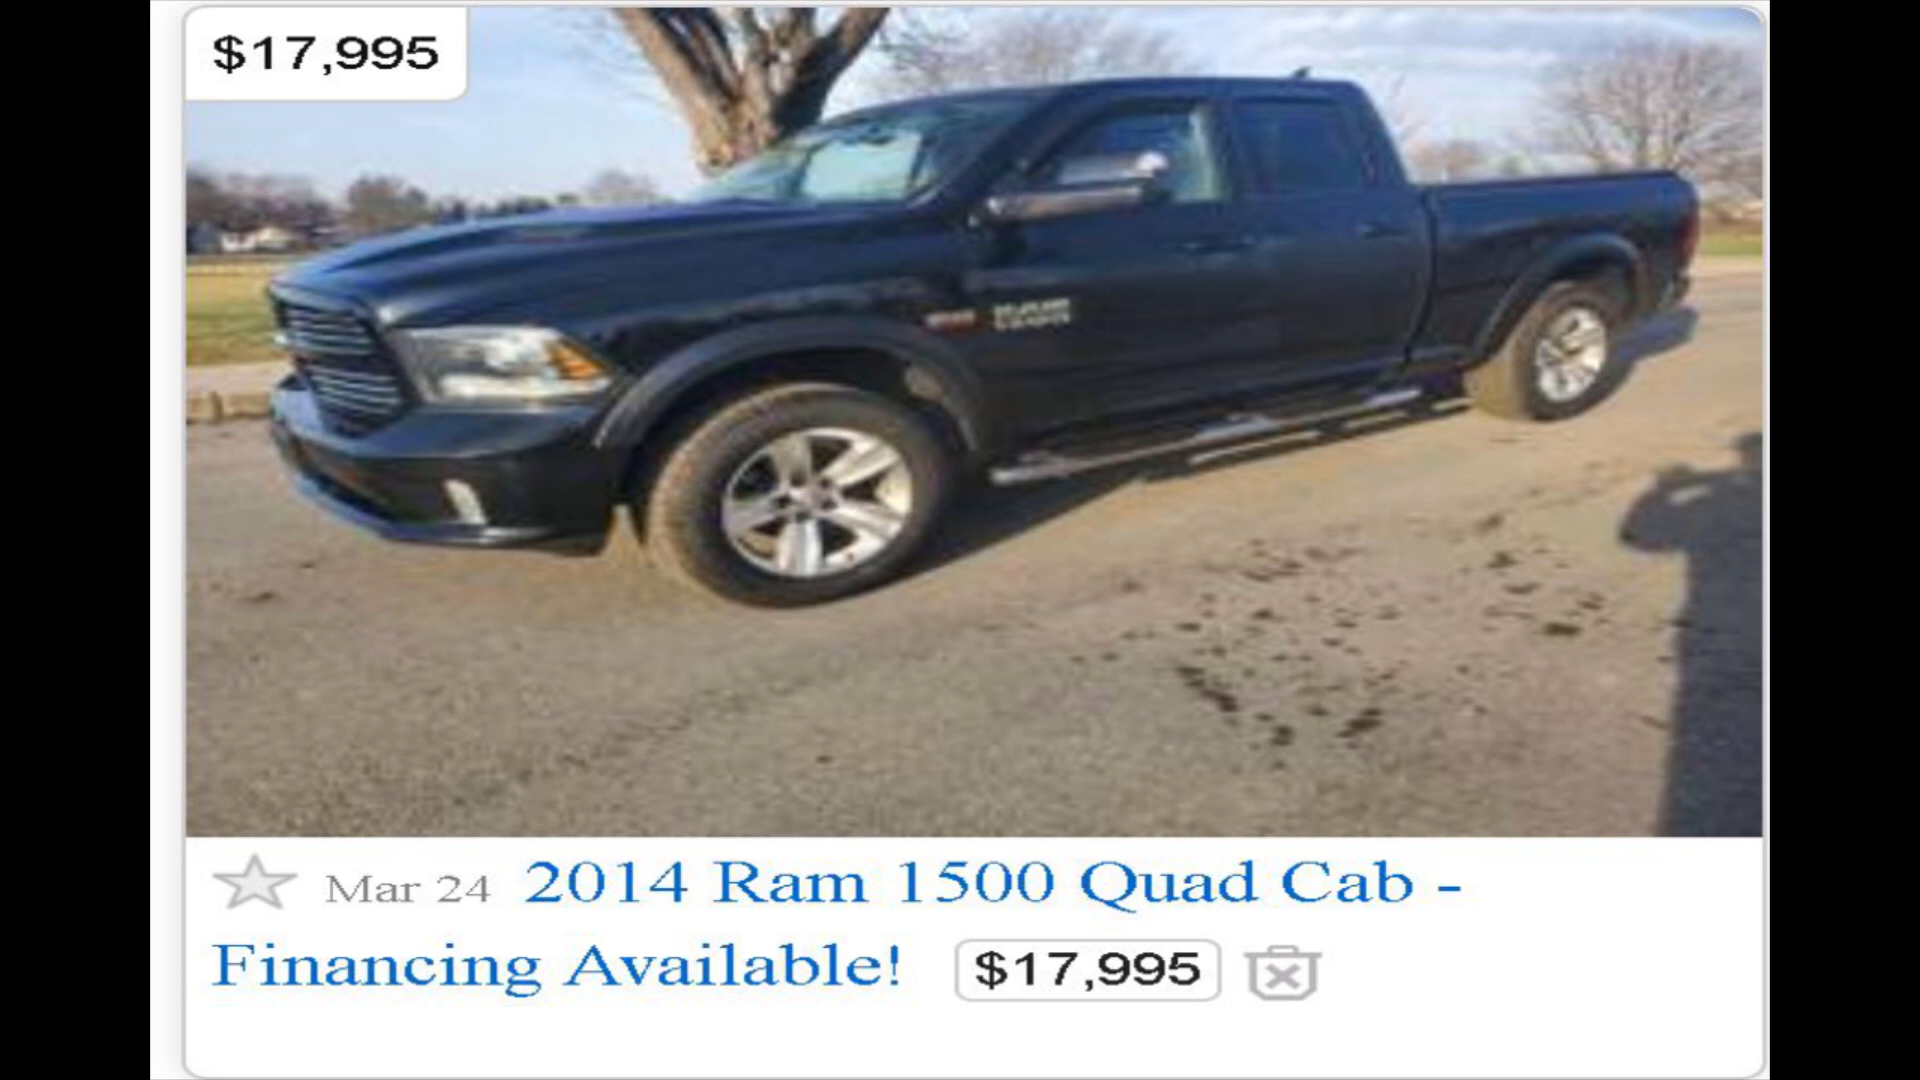 $17,995
Mar 24 2014 Ram 1500 Quad Cab -
Financing Available! $17,995